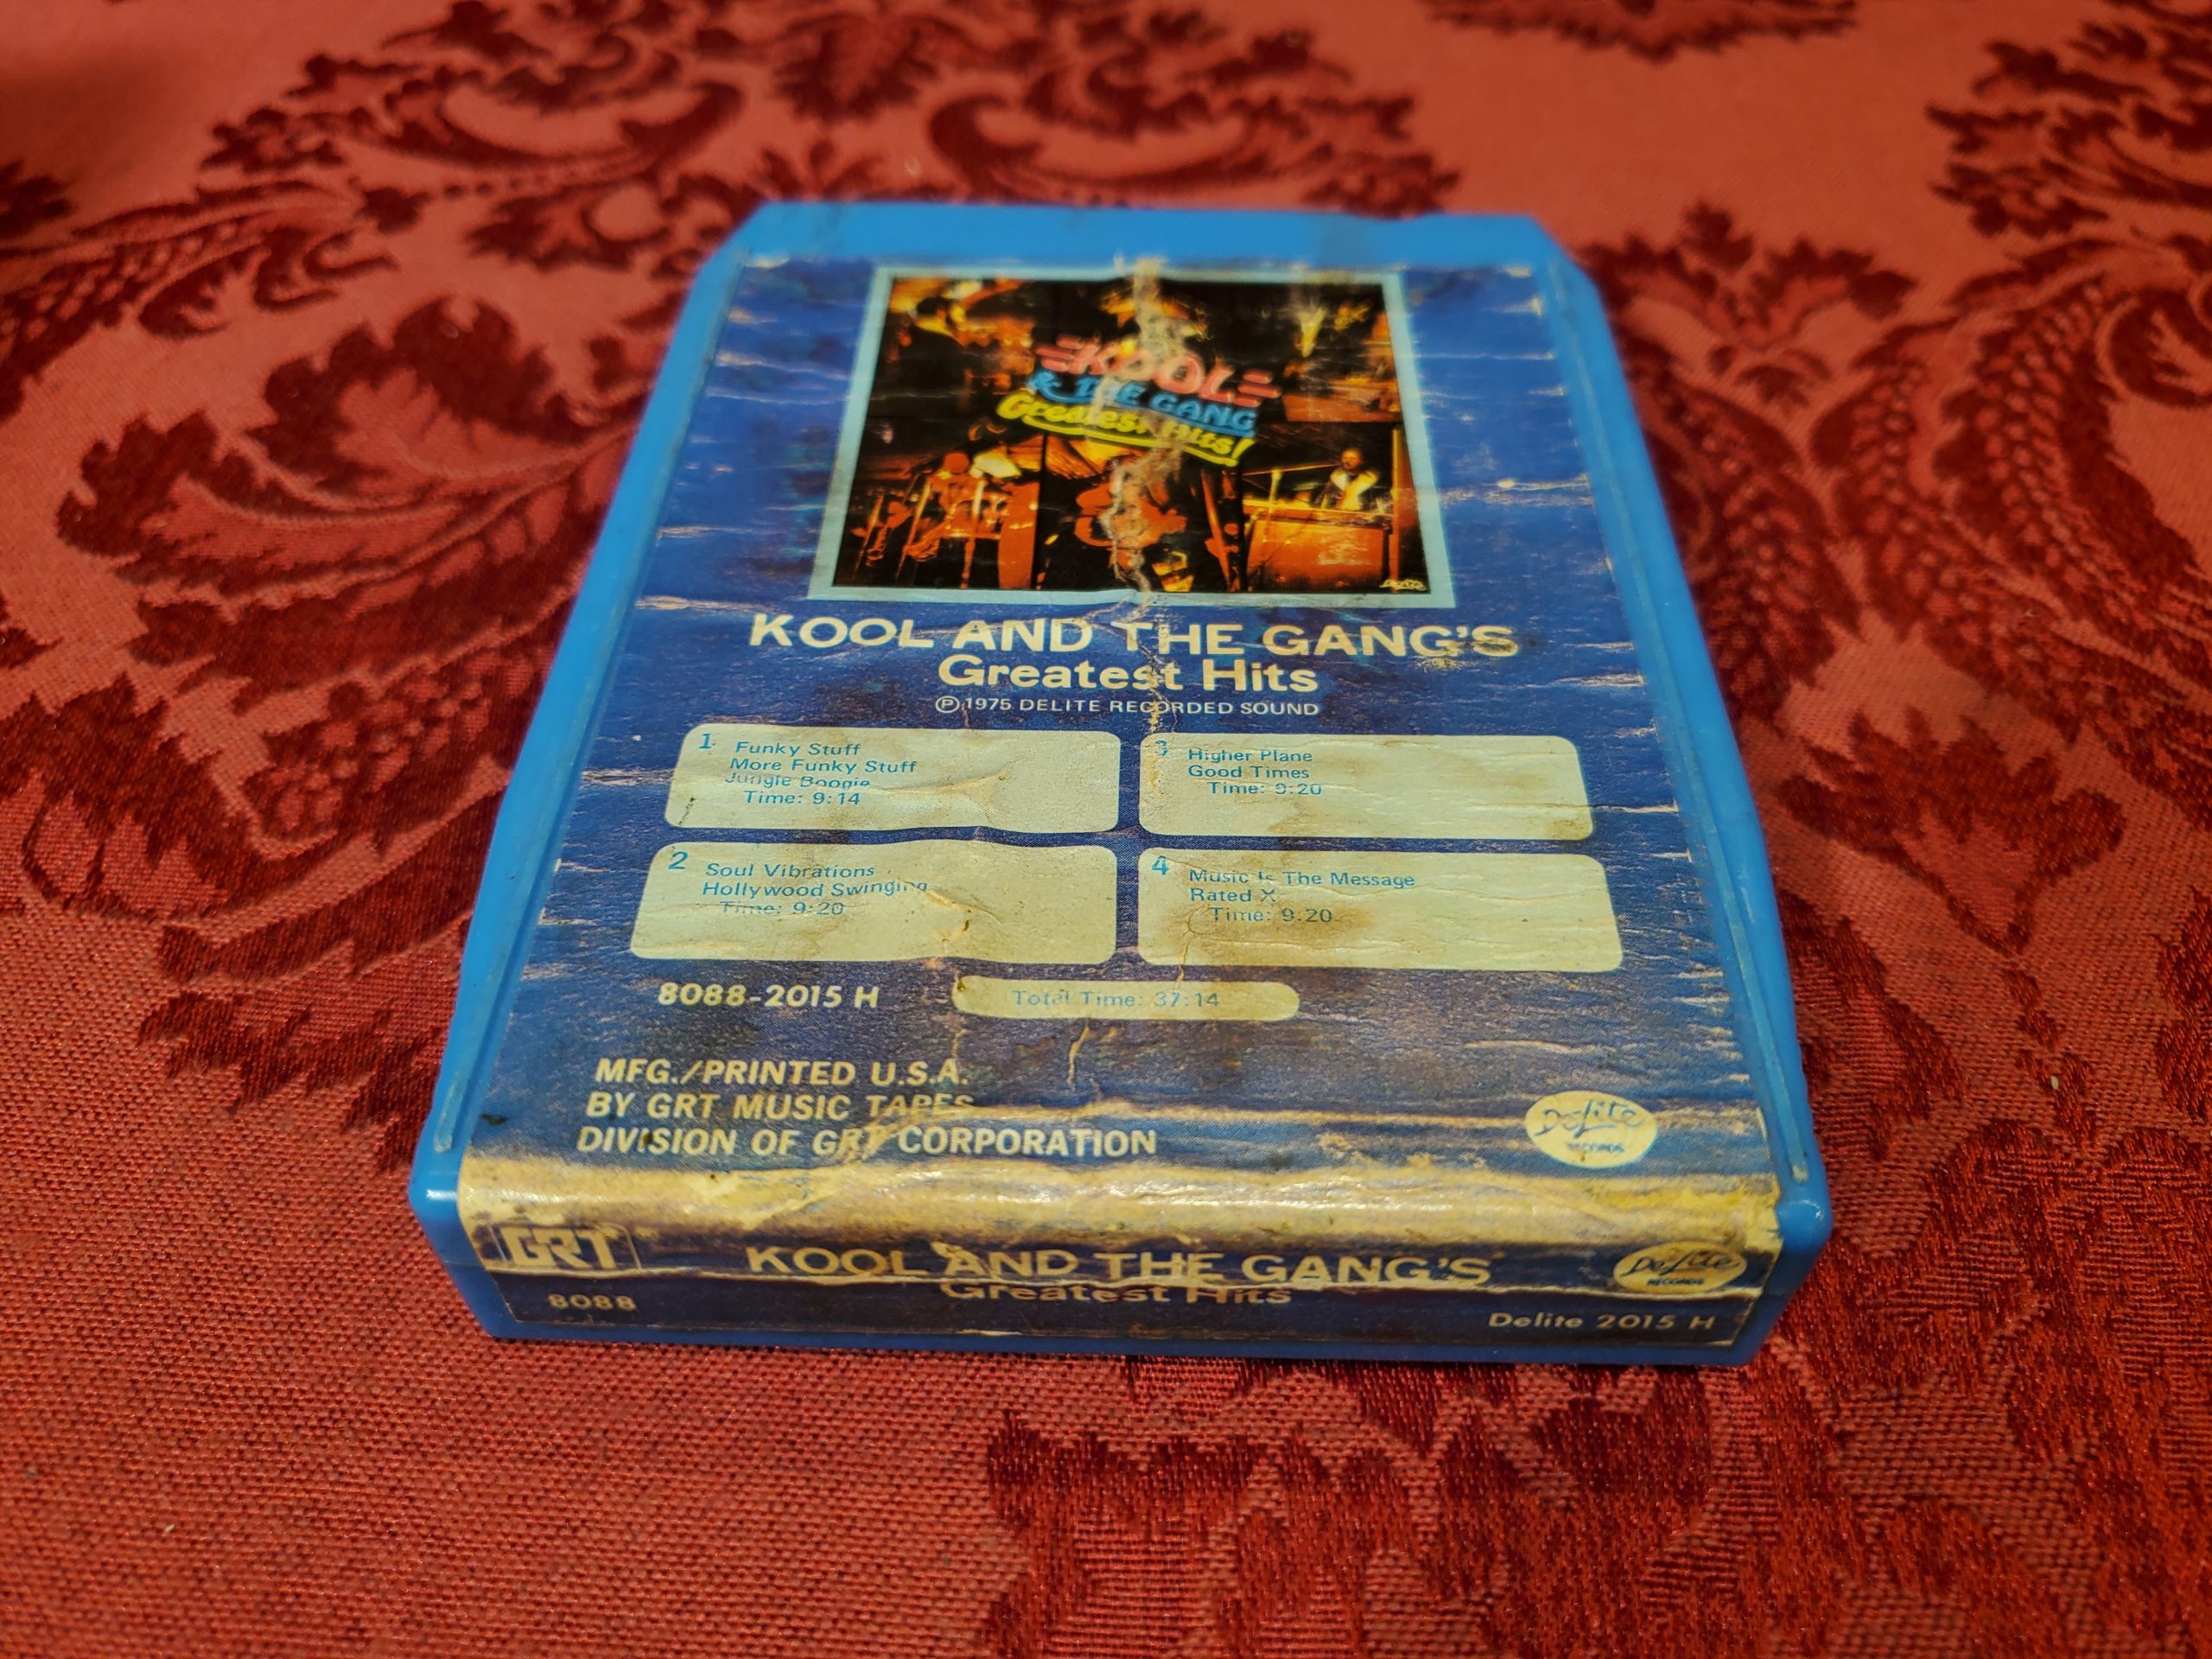 KOOL
& THE GANG
Greatest Hits!
DeLite
KOOL AND THE GANG'S
Greatest Hits
Ⓟ 1975 DELITE RECORDED SOUND
1 Funky Stuff
More Funky Stuff
Jungle Boogie
Time: 9:14
2 Soul Vibrations
Hollywood Swinging
Time: 9:20
3 Higher Plane
Good Times
Time: 9:20
4 Music Is The Message
Rated X
Time: 9:20
8088-2015 H
Total Time: 37:14
MFG./PRINTED U.S.A.
BY GRT MUSIC TAPES
DIVISION OF GRT CORPORATION
DeLite
RECORDS
GRT
8088
KOOL AND THE GANG'S
Greatest Hits
DeLite
RECORDS
Delite 2015 H